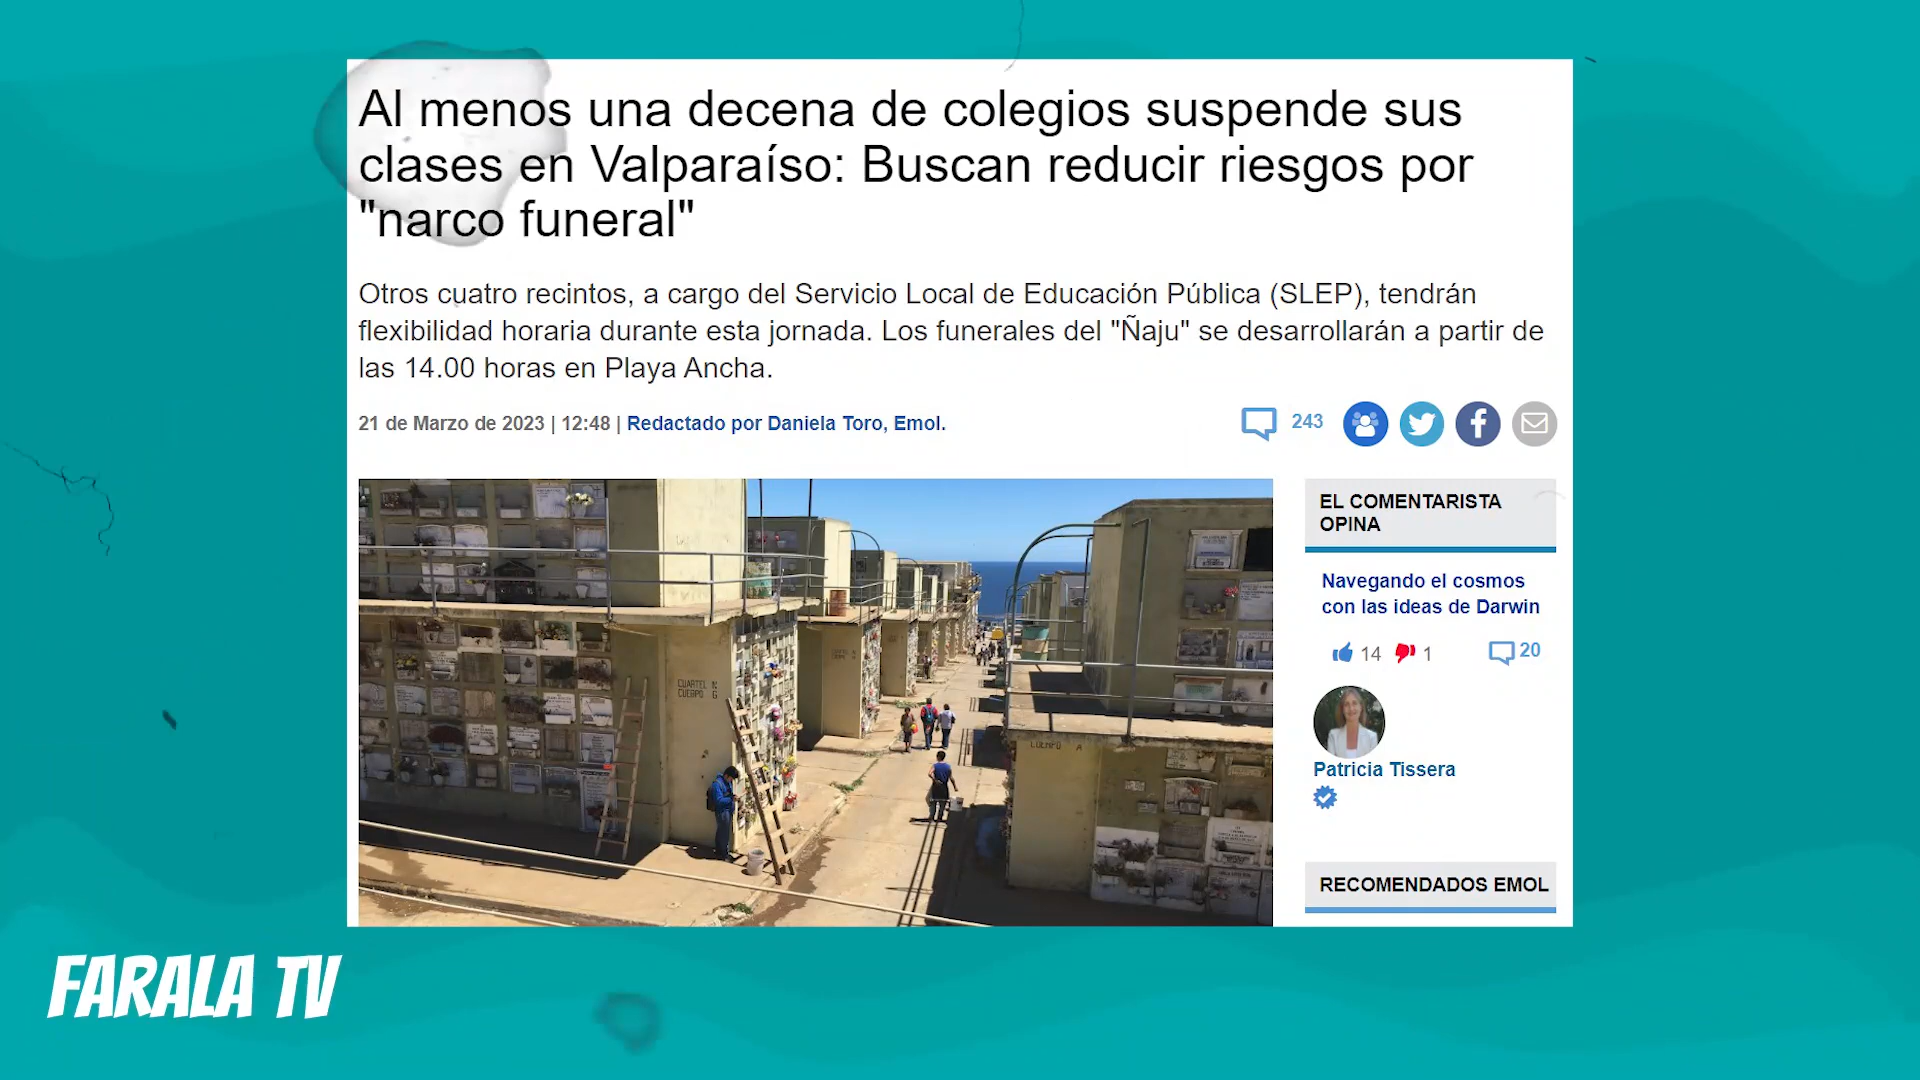 Al menos una decena de colegios suspende sus
clases en Valparaíso: Buscan reducir riesgos por
"narco funeral"
Otros cuatro recintos, a cargo del Servicio Local de Educación Pública (SLEP), tendrán
flexibilidad horaria durante esta jornada. Los funerales del "Ñaju" se desarrollarán a partir de
las 14.00 horas en Playa Ancha.
21 de Marzo de 2023 | 12:48 | Redactado por Daniela Toro, Emol.
243
EL COMENTARISTA
OPINA
Navegando el cosmos
con las ideas de Darwin
14 1 20
Patricia Tissera
RECOMENDADOS EMOL
CUARTEL N
CUERPO G
CUERPO A
FARALA TV